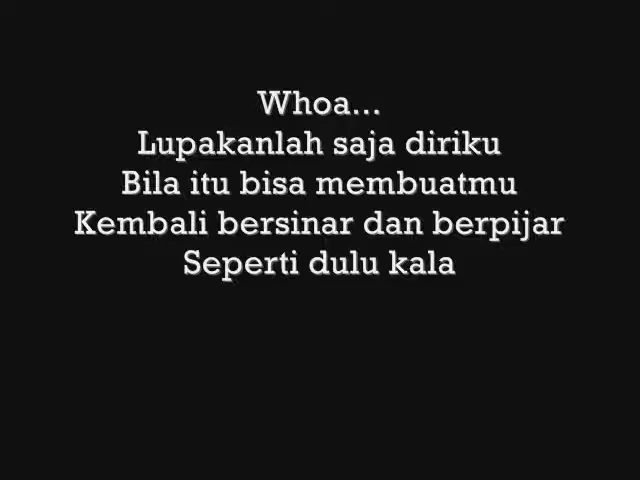 Whoa...
Lupakanlah saja diriku
Bila itu bisa membuatmu
Kembali bersinar dan berpijar
Seperti dulu kala